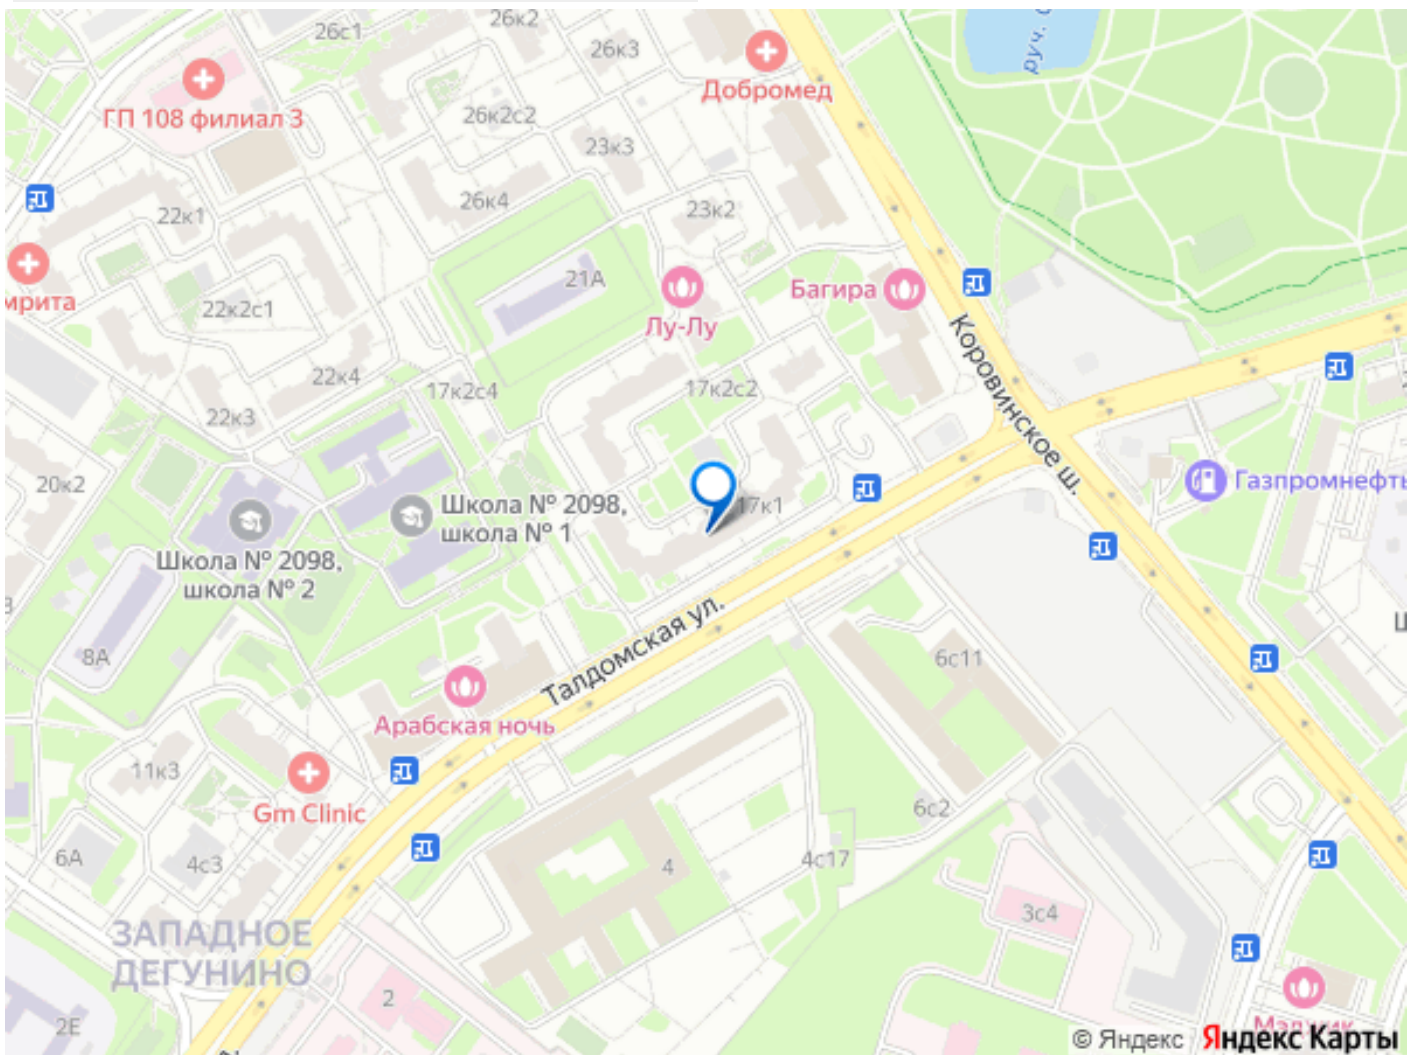 26с1
26к2
26к3
руч.
Добромед
ГП 108 филиал 3
26к2с2
23к3
22к1
26к4
23к2
мрита
21А
Багира
22к2с1
Лу-Лу
Коровинское ш.
22к4
17к2с4
17к2с2
22к3
20к2
Газпромнефть
Школа № 2098,
школа № 1
17к1
Школа № 2098,
школа № 2
8А
Талдомская ул.
6с11
Арабская ночь
11к3
Gm Clinic
6с2
6А
4с3
4
4с17
3с4
ЗАПАДНОЕ
ДЕГУНИНО
2
2Е
© Яндекс
Яндекс Карты